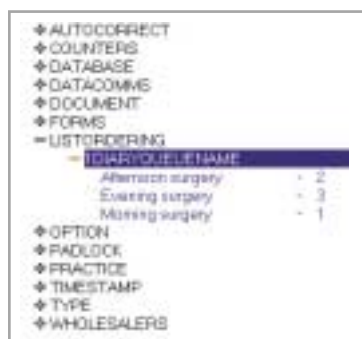 +AUTOCORRECT
+COUNTERS
+DATABASE
+DATACOMMS
+DOCUMENT
+FORMS
-LISTORDERING
-1DIARYQUEUENAME
Afternoon surgery - 2
Evening surgery - 3
Morning surgery - 1
+OPTION
+PADLOCK
+PRACTICE
+TIMESTAMP
+TYPE
+WHOLESALERS